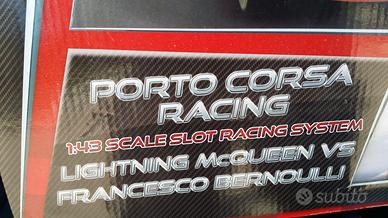 PORTO CORSA
RACING
1:43 SCALE SLOT RACING SYSTEM
LIGHTNING McQUEEN VS
FRANCESCO BERNOULLI
subito